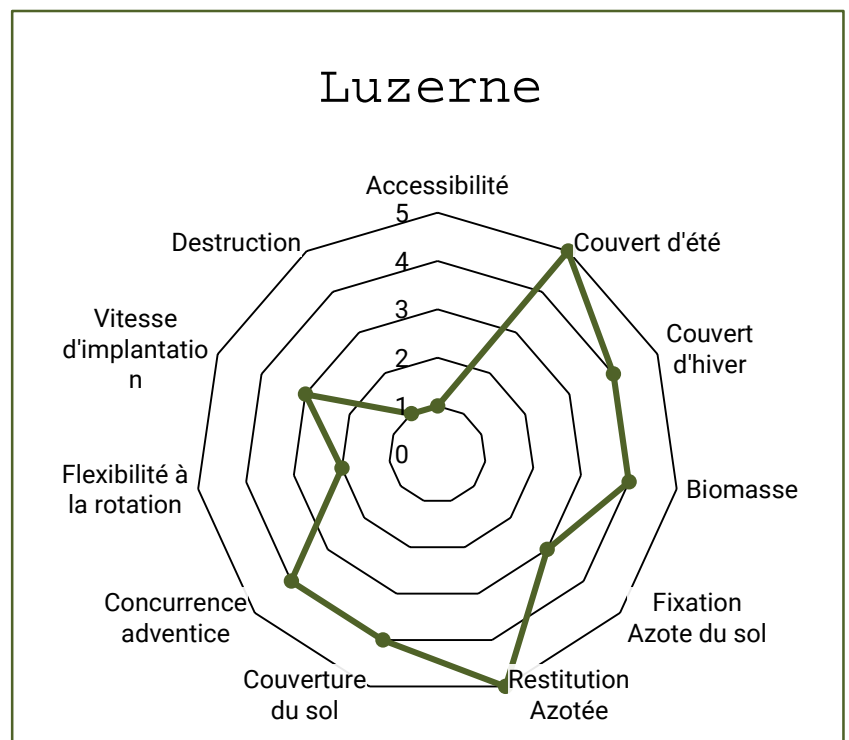 Luzerne
Accessibilité
5
Destruction
Couvert d'été
4
Vitesse
d'implantatio
n
3
Couvert
d'hiver
2
1
0
Flexibilité à
la rotation
Biomasse
Concurrence
adventice
Fixation
Azote du sol
Couverture
du sol
Restitution
Azotée